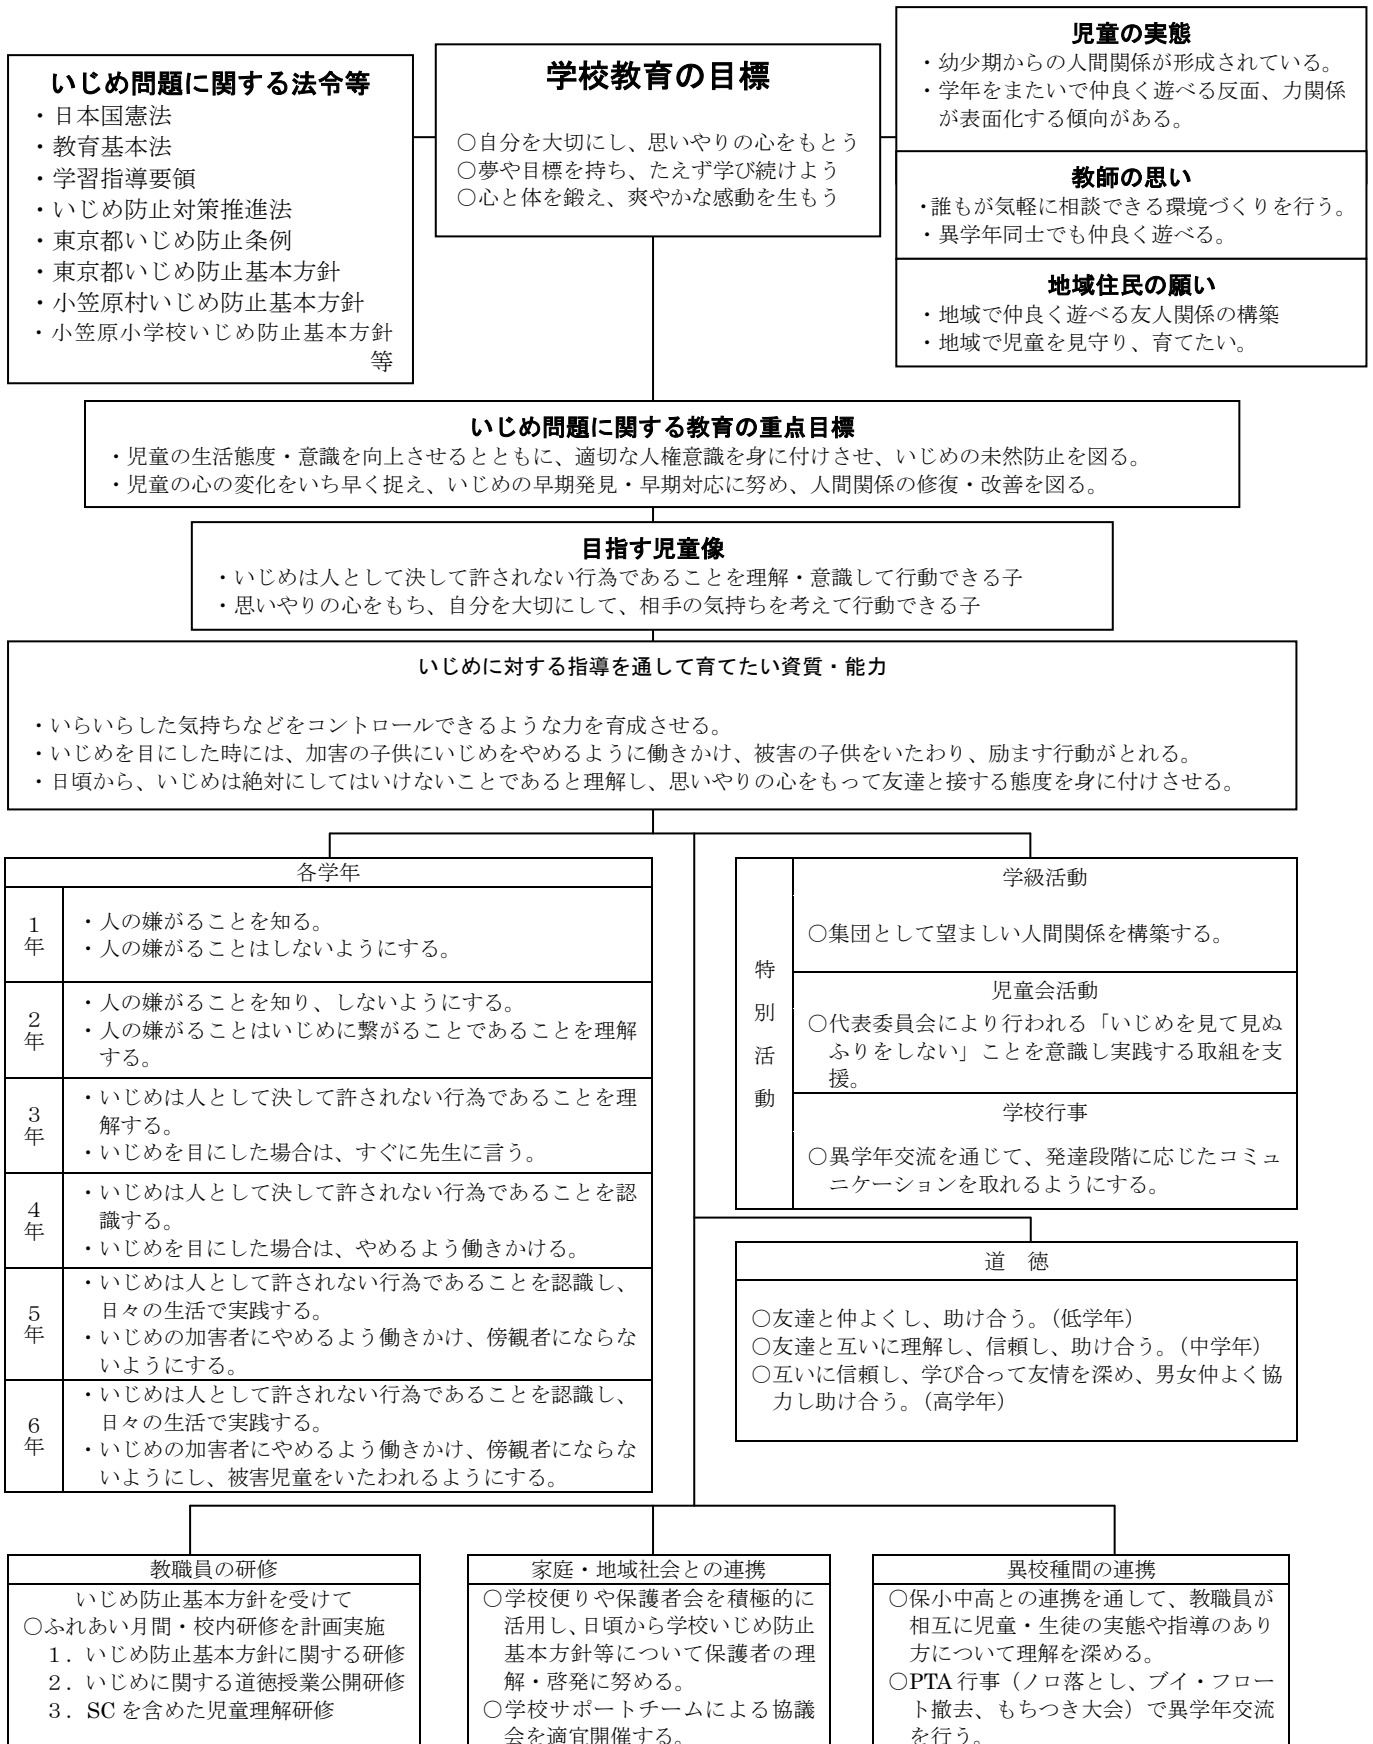 いじめ問題に関する法令等
・日本国憲法
・教育基本法
・学習指導要領
・いじめ防止対策推進法
・東京都いじめ防止条例
・東京都いじめ防止基本方針
・小笠原村いじめ防止基本方針
・小笠原小学校いじめ防止基本方針
等
学校教育の目標
○自分を大切にし、思いやりの心をもとう
○夢や目標を持ち、たえず学び続けよう
○心と体を鍛え、爽やかな感動を生もう
児童の実態
・幼少期からの人間関係が形成されている。
・学年をまたいで仲良く遊べる反面、力関係
が表面化する傾向がある。
教師の思い
・誰もが気軽に相談できる環境づくりを行う。
・異学年同士でも仲良く遊べる。
地域住民の願い
・地域で仲良く遊べる友人関係の構築
・地域で児童を見守り、育てたい。
いじめ問題に関する教育の重点目標
・児童の生活態度・意識を向上させるとともに、適切な人権意識を身に付けさせ、いじめの未然防止を図る。
・児童の心の変化をいち早く捉え、いじめの早期発見・早期対応に努め、人間関係の修復・改善を図る。
目指す児童像
・いじめは人として決して許されない行為であることを理解・意識して行動できる子
・思いやりの心をもち、自分を大切にして、相手の気持ちを考えて行動できる子
いじめに対する指導を通して育てたい資質・能力
・いらいらした気持ちなどをコントロールできるような力を育成させる。
・いじめを目にした時には、加害の子供にいじめをやめるように働きかけ、被害の子供をいたわり、励ます行動がとれる。
・日頃から、いじめは絶対にしてはいけないことであると理解し、思いやりの心をもって友達と接する態度を身に付けさせる。
各学年
1年
・人の嫌がることを知る。
・人の嫌がることはしないようにする。
2年
・人の嫌がることを知り、しないようにする。
・人の嫌がることはいじめに繋がることであることを理解
する。
3年
・いじめは人として決して許されない行為であることを理
解する。
・いじめを目にした場合は、すぐに先生に言う。
4年
・いじめは人として決して許されない行為であることを認
識する。
・いじめを目にした場合は、やめるよう働きかける。
5年
・いじめは人として許されない行為であることを認識し、
日々の生活で実践する。
・いじめの加害者にやめるよう働きかけ、傍観者にならな
いようにする。
6年
・いじめは人として許されない行為であることを認識し、
日々の生活で実践する。
・いじめの加害者にやめるよう働きかけ、傍観者にならな
いようにし、被害児童をいたわれるようにする。
特別活動
学級活動
○集団として望ましい人間関係を構築する。
児童会活動
○代表委員会により行われる「いじめを見て見ぬ
ふりをしない」ことを意識し実践する取組を支
援。
学校行事
○異学年交流を通じて、発達段階に応じたコミュ
ニケーションを取れるようにする。
道 徳
○友達と仲よくし、助け合う。（低学年）
○友達と互いに理解し、信頼し、助け合う。（中学年）
○互いに信頼し、学び合って友情を深め、男女仲よく協
力し助け合う。（高学年）
教職員の研修
いじめ防止基本方針を受けて
○ふれあい月間・校内研修を計画実施
1．いじめ防止基本方針に関する研修
2．いじめに関する道徳授業公開研修
3．SC を含めた児童理解研修
家庭・地域社会との連携
○学校便りや保護者会を積極的に
活用し、日頃から学校いじめ防止
基本方針等について保護者の理
解・啓発に努める。
○学校サポートチームによる協議
会を適宜開催する。
異校種間の連携
○保小中高との連携を通して、教職員が
相互に児童・生徒の実態や指導のあり
方について理解を深める。
○PTA 行事（ノロ落とし、ブイ・フロー
ト撤去、もちつき大会）で異学年交流
を行う。